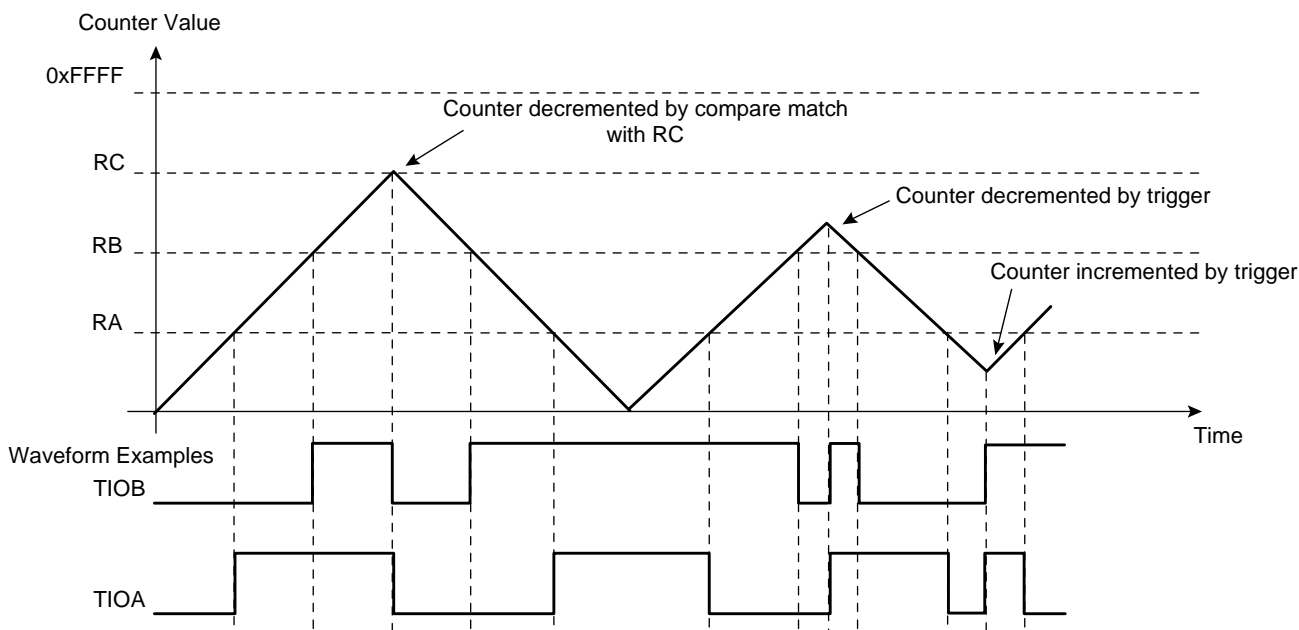 Counter Value
0xFFFF
Counter decremented by compare match
with RC
RC
Counter decremented by trigger
RB
Counter incremented by trigger
RA
Time
Waveform Examples
TIOB
TIOA